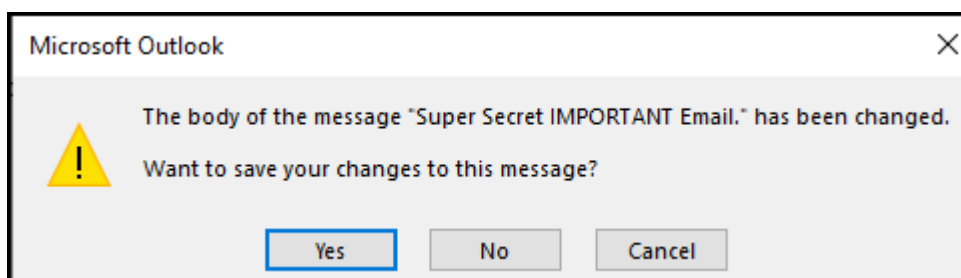 Microsoft Outlook
The body of the message "Super Secret IMPORTANT Email." has been changed.
Want to save your changes to this message?
Yes
No
Cancel